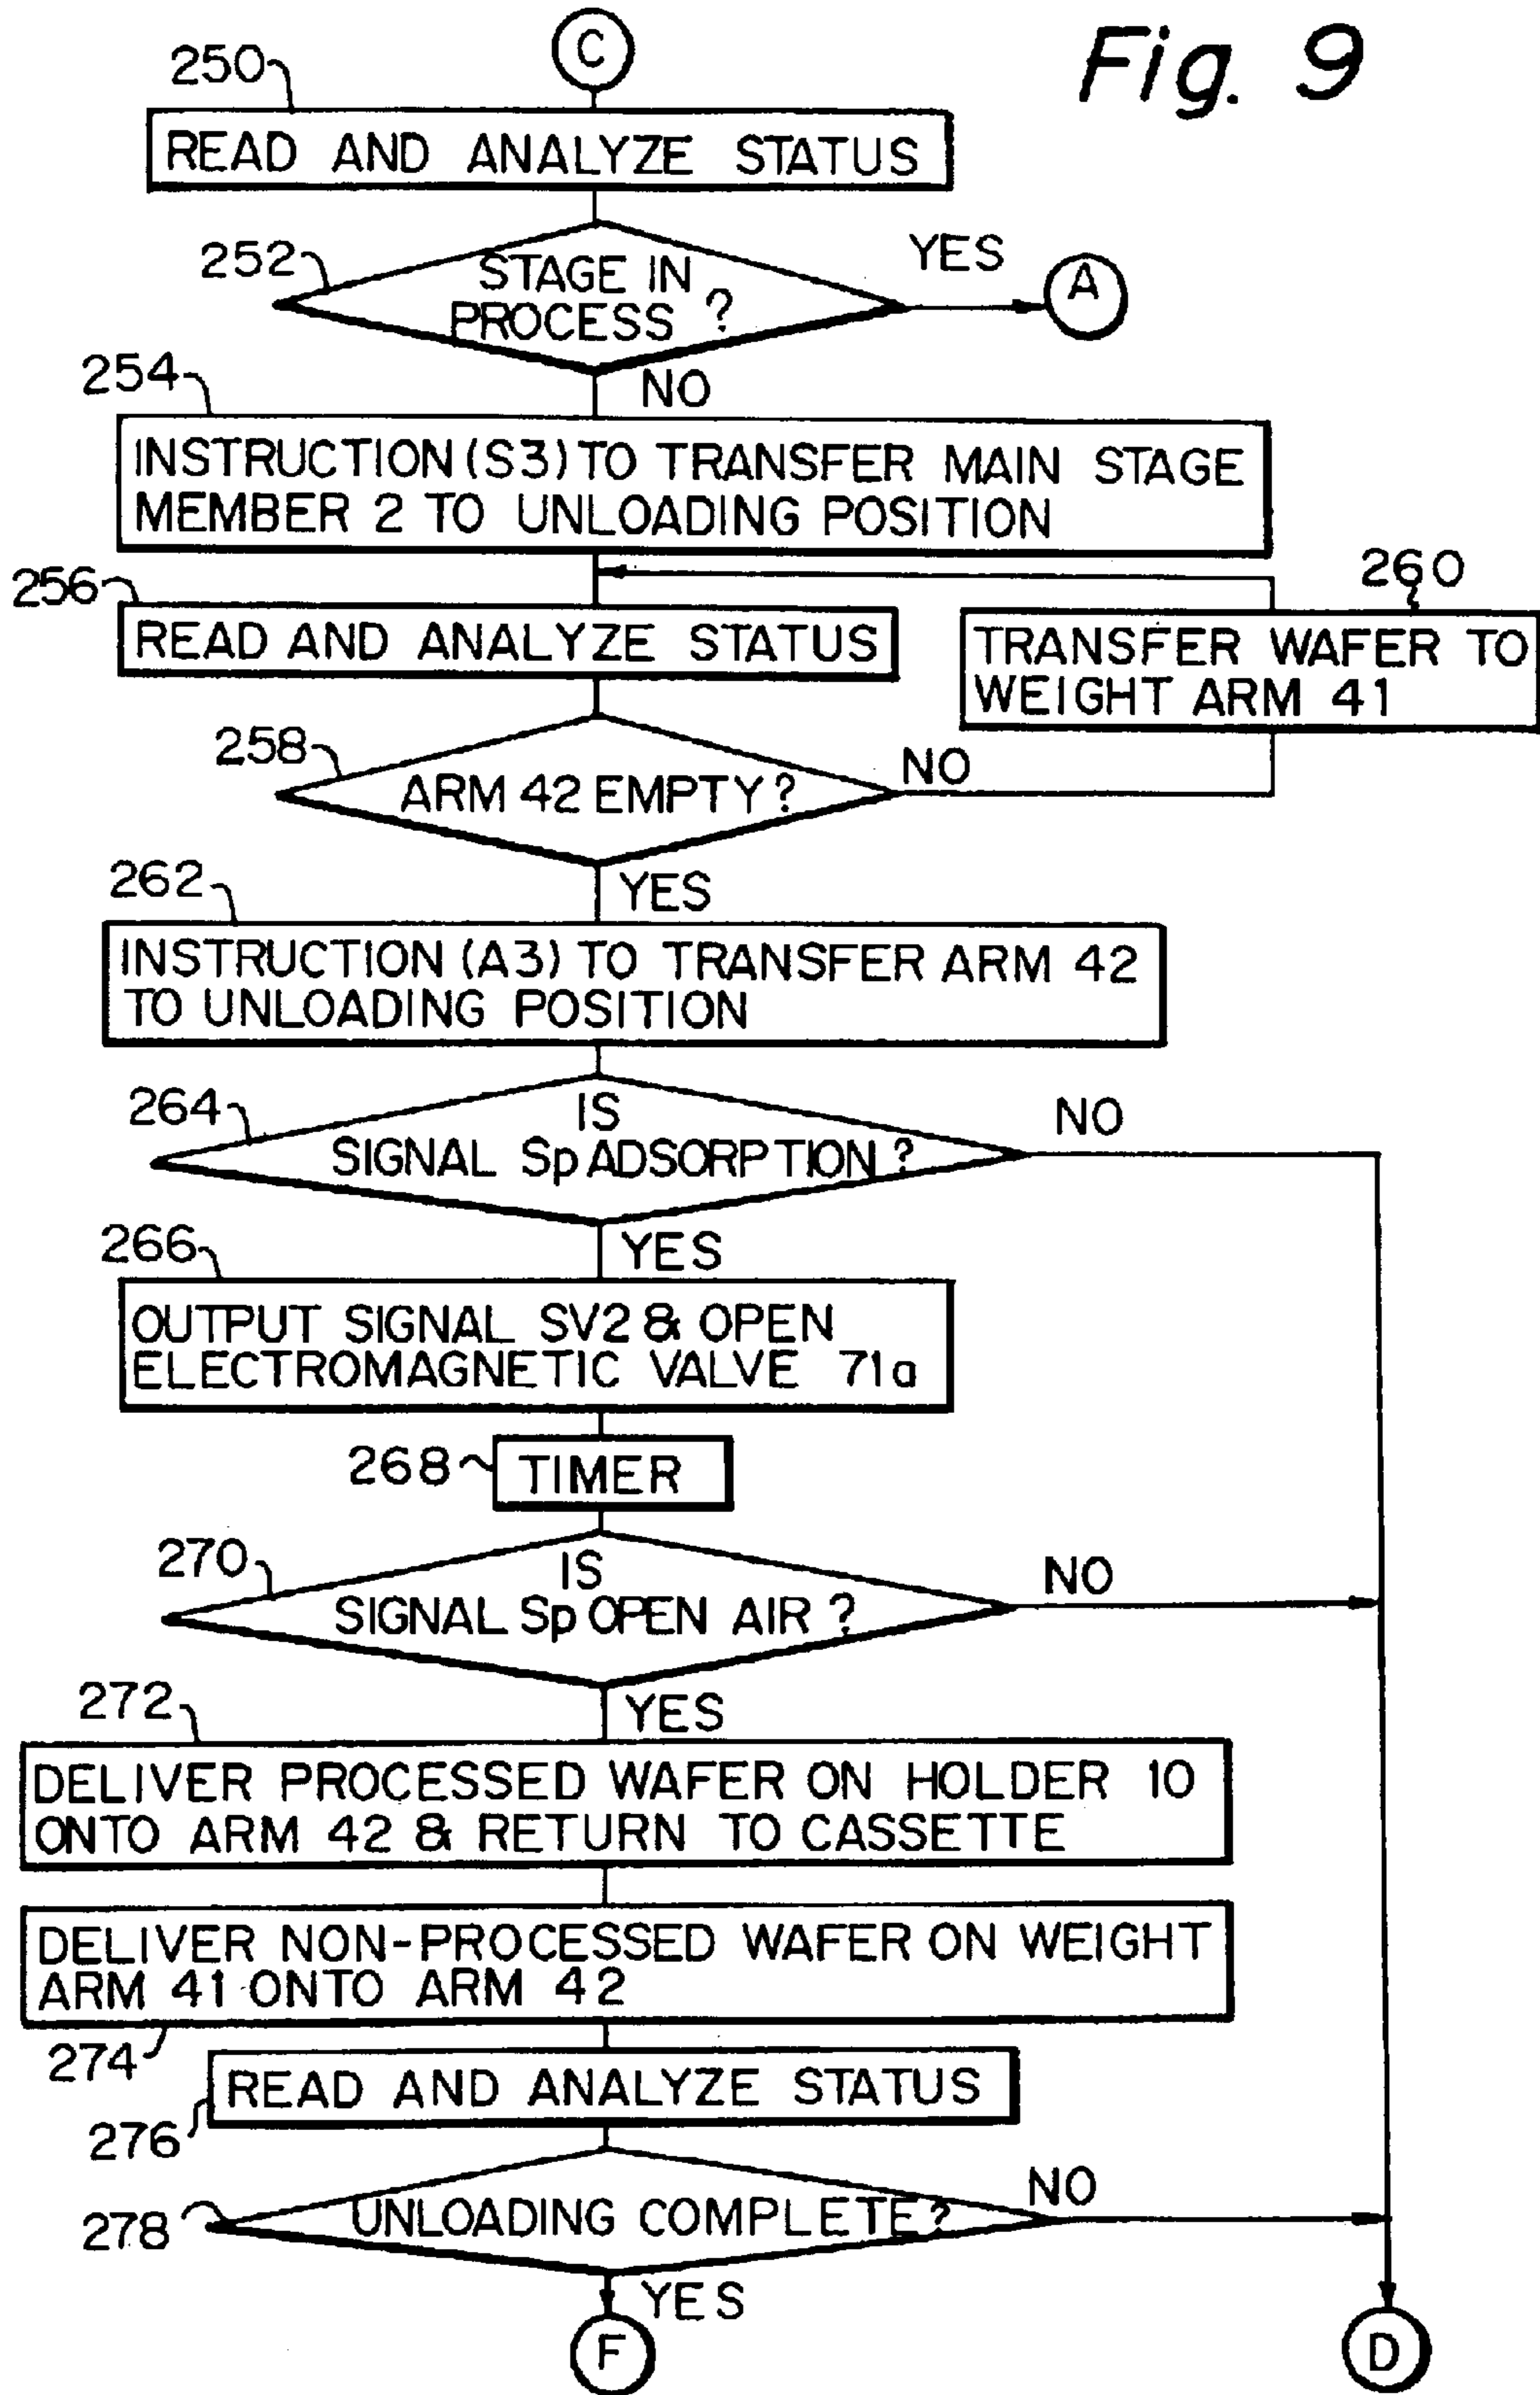 Fig. 9
C
250
READ AND ANALYZE STATUS
252
STAGE IN
PROCESS ?
YES
A
254
NO
INSTRUCTION (S3) TO TRANSFER MAIN STAGE
MEMBER 2 TO UNLOADING POSITION
256
READ AND ANALYZE STATUS
260
TRANSFER WAFER TO
WEIGHT ARM 41
258
ARM 42 EMPTY ?
NO
262
YES
INSTRUCTION (A3) TO TRANSFER ARM 42
TO UNLOADING POSITION
264
IS
SIGNAL Sp ADSORPTION ?
NO
266
YES
OUTPUT SIGNAL SV2 & OPEN
ELECTROMAGNETIC VALVE 71a
268
TIMER
270
IS
SIGNAL Sp OPEN AIR ?
NO
272
YES
DELIVER PROCESSED WAFER ON HOLDER 10
ONTO ARM 42 & RETURN TO CASSETTE
DELIVER NON-PROCESSED WAFER ON WEIGHT
ARM 41 ONTO ARM 42
274
READ AND ANALYZE STATUS
276
278
UNLOADING COMPLETE ?
NO
YES
F
D